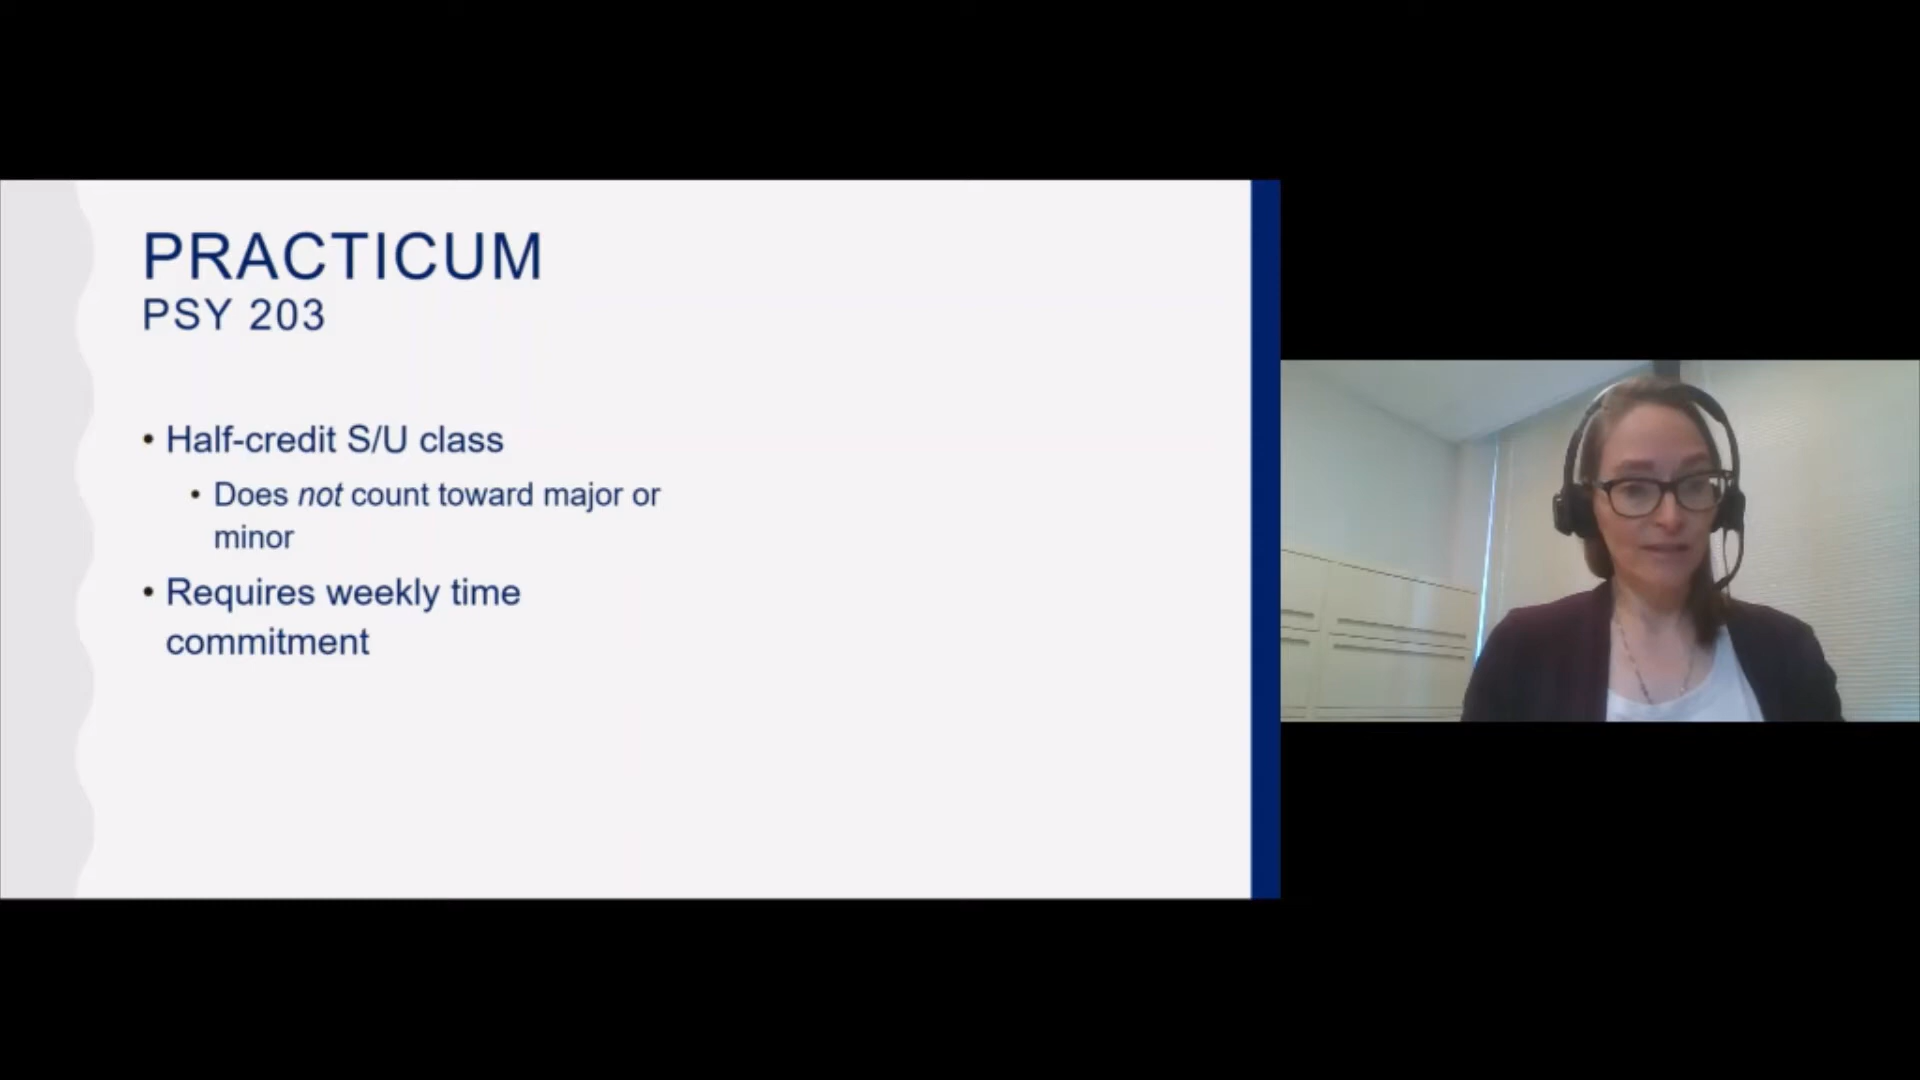 PRACTICUM
PSY 203
• Half-credit S/U class
• Does not count toward major or
minor
• Requires weekly time
commitment